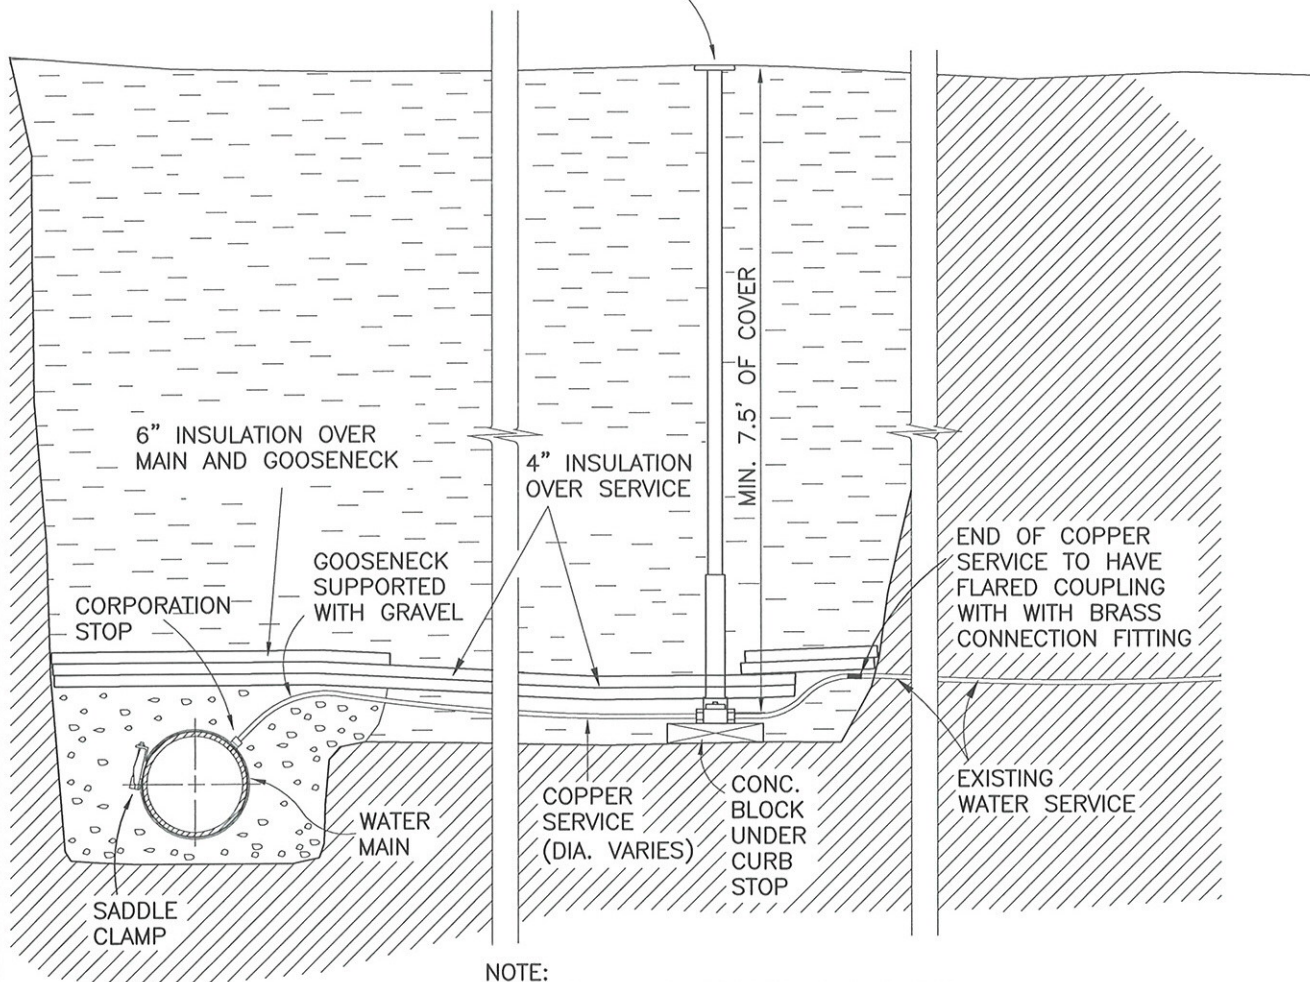 MIN. 7.5' OF COVER
6" INSULATION OVER
MAIN AND GOOSENECK
4" INSULATION
OVER SERVICE
GOOSENECK
SUPPORTED
WITH GRAVEL
CORPORATION
STOP
END OF COPPER
SERVICE TO HAVE
FLARED COUPLING
WITH WITH BRASS
CONNECTION FITTING
WATER
MAIN
COPPER
SERVICE
(DIA. VARIES)
CONC.
BLOCK
UNDER
CURB
STOP
EXISTING
WATER SERVICE
SADDLE
CLAMP
NOTE: